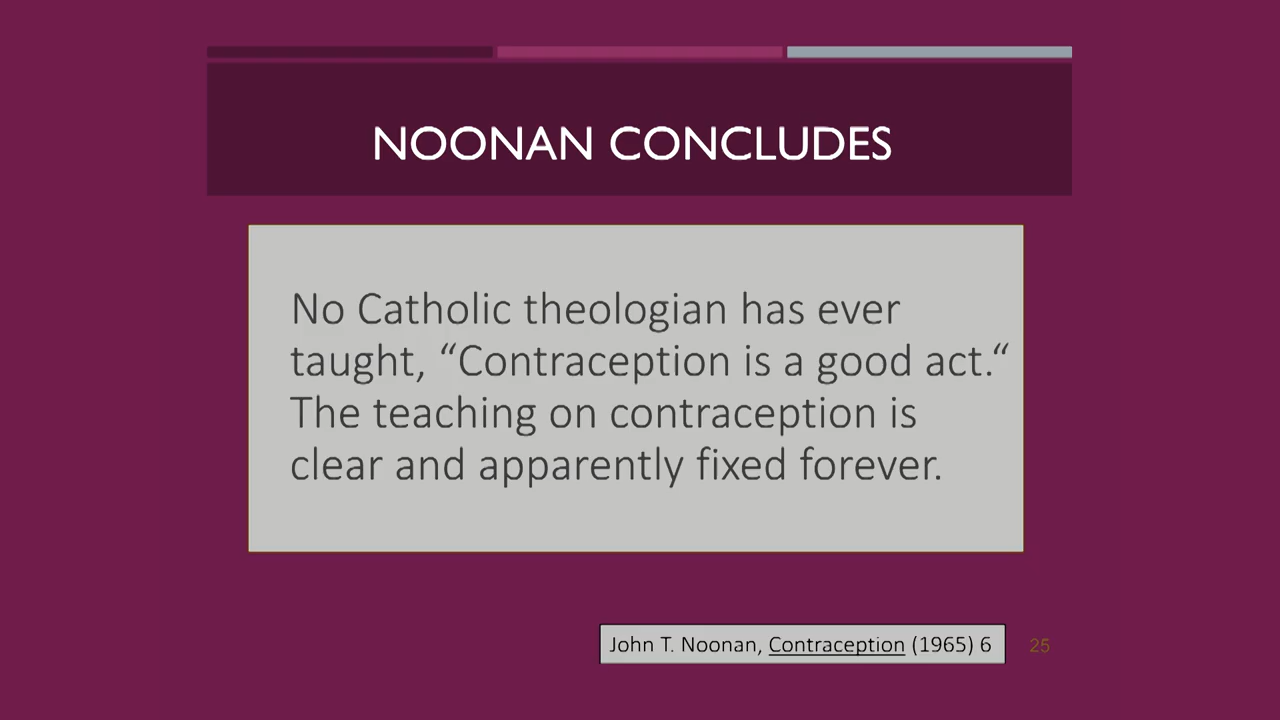 NOONAN CONCLUDES
No Catholic theologian has ever
taught, “Contraception is a good act.“
The teaching on contraception is
clear and apparently fixed forever.
John T. Noonan, Contraception (1965) 6
25